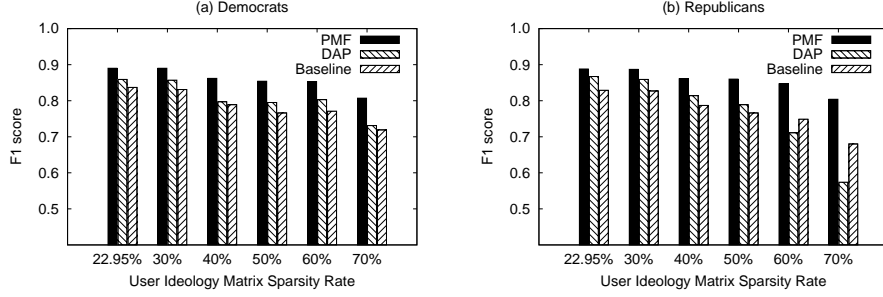 (a) Democrats
1.0
0.9
0.8
0.7
0.6
0.5
F1 score
PMF
DAP
Baseline
22.95% 30% 40% 50% 60% 70%
User Ideology Matrix Sparsity Rate
(b) Republicans
1.0
0.9
0.8
0.7
0.6
0.5
F1 score
PMF
DAP
Baseline
22.95% 30% 40% 50% 60% 70%
User Ideology Matrix Sparsity Rate